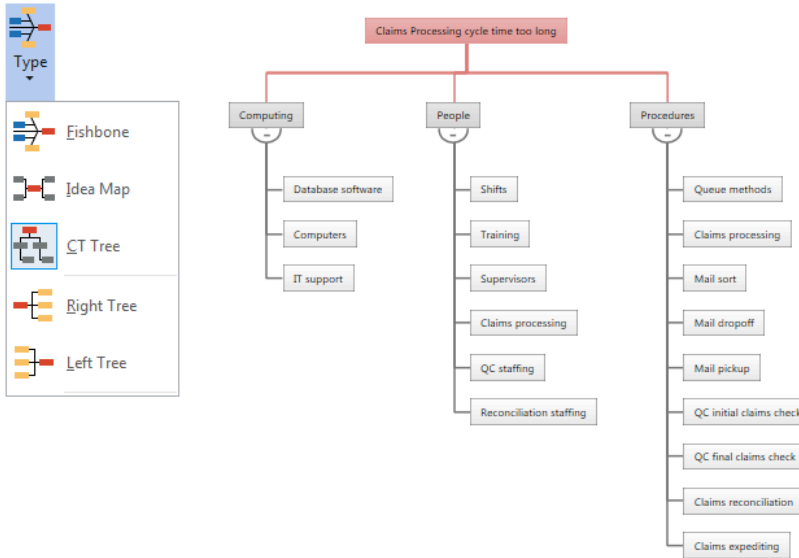 Type
Fishbone
Idea Map
CT Tree
Right Tree
Left Tree
Claims Processing cycle time too long
Computing
Database software
Computers
IT support
People
Shifts
Training
Supervisors
Claims processing
QC staffing
Reconciliation staffing
Procedures
Queue methods
Claims processing
Mail sort
Mail dropoff
Mail pickup
QC initial claims check
QC final claims check
Claims reconciliation
Claims expediting